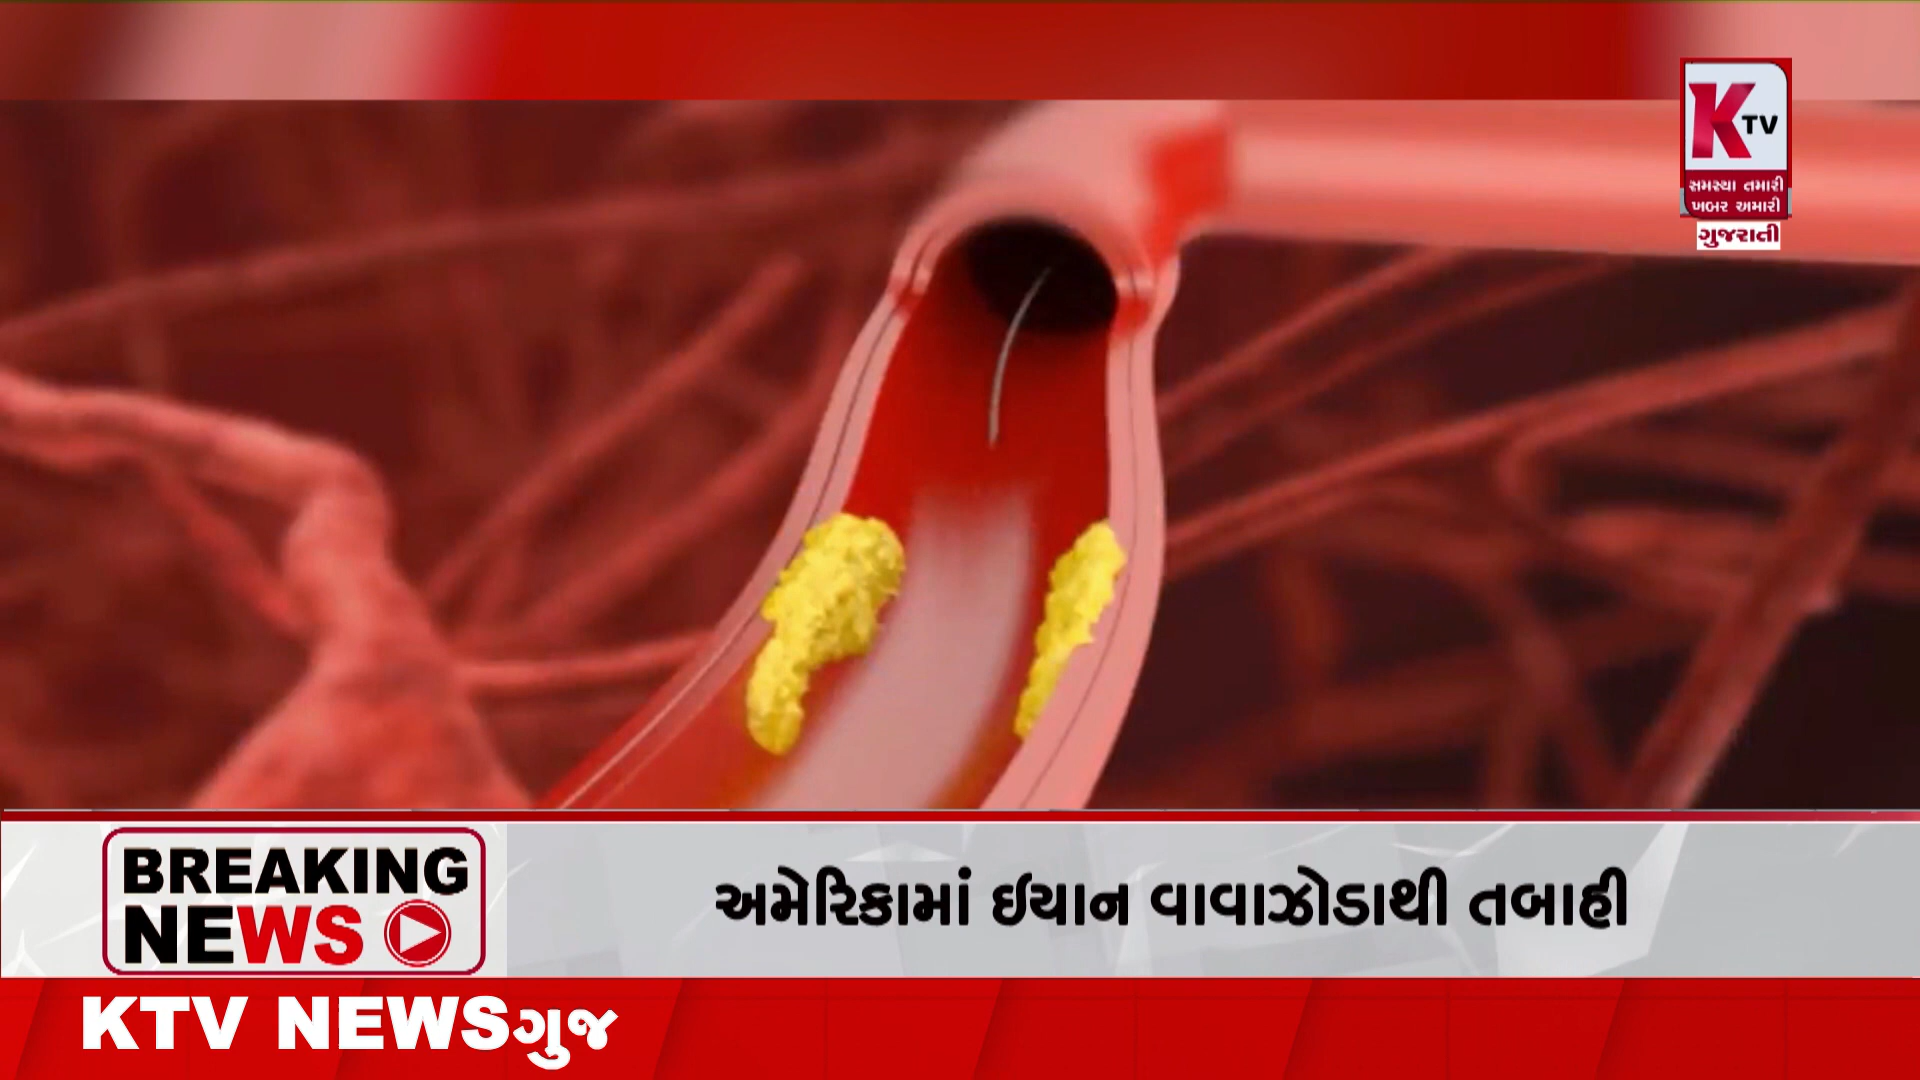 K TV
સમસ્યા તમારી
ખબર અમારી
ગુજરાતી
BREAKING
NEWS
અમેરિકામાં ઈયાન વાવાઝોડાથી તબાહી
KTV NEWSગુજ